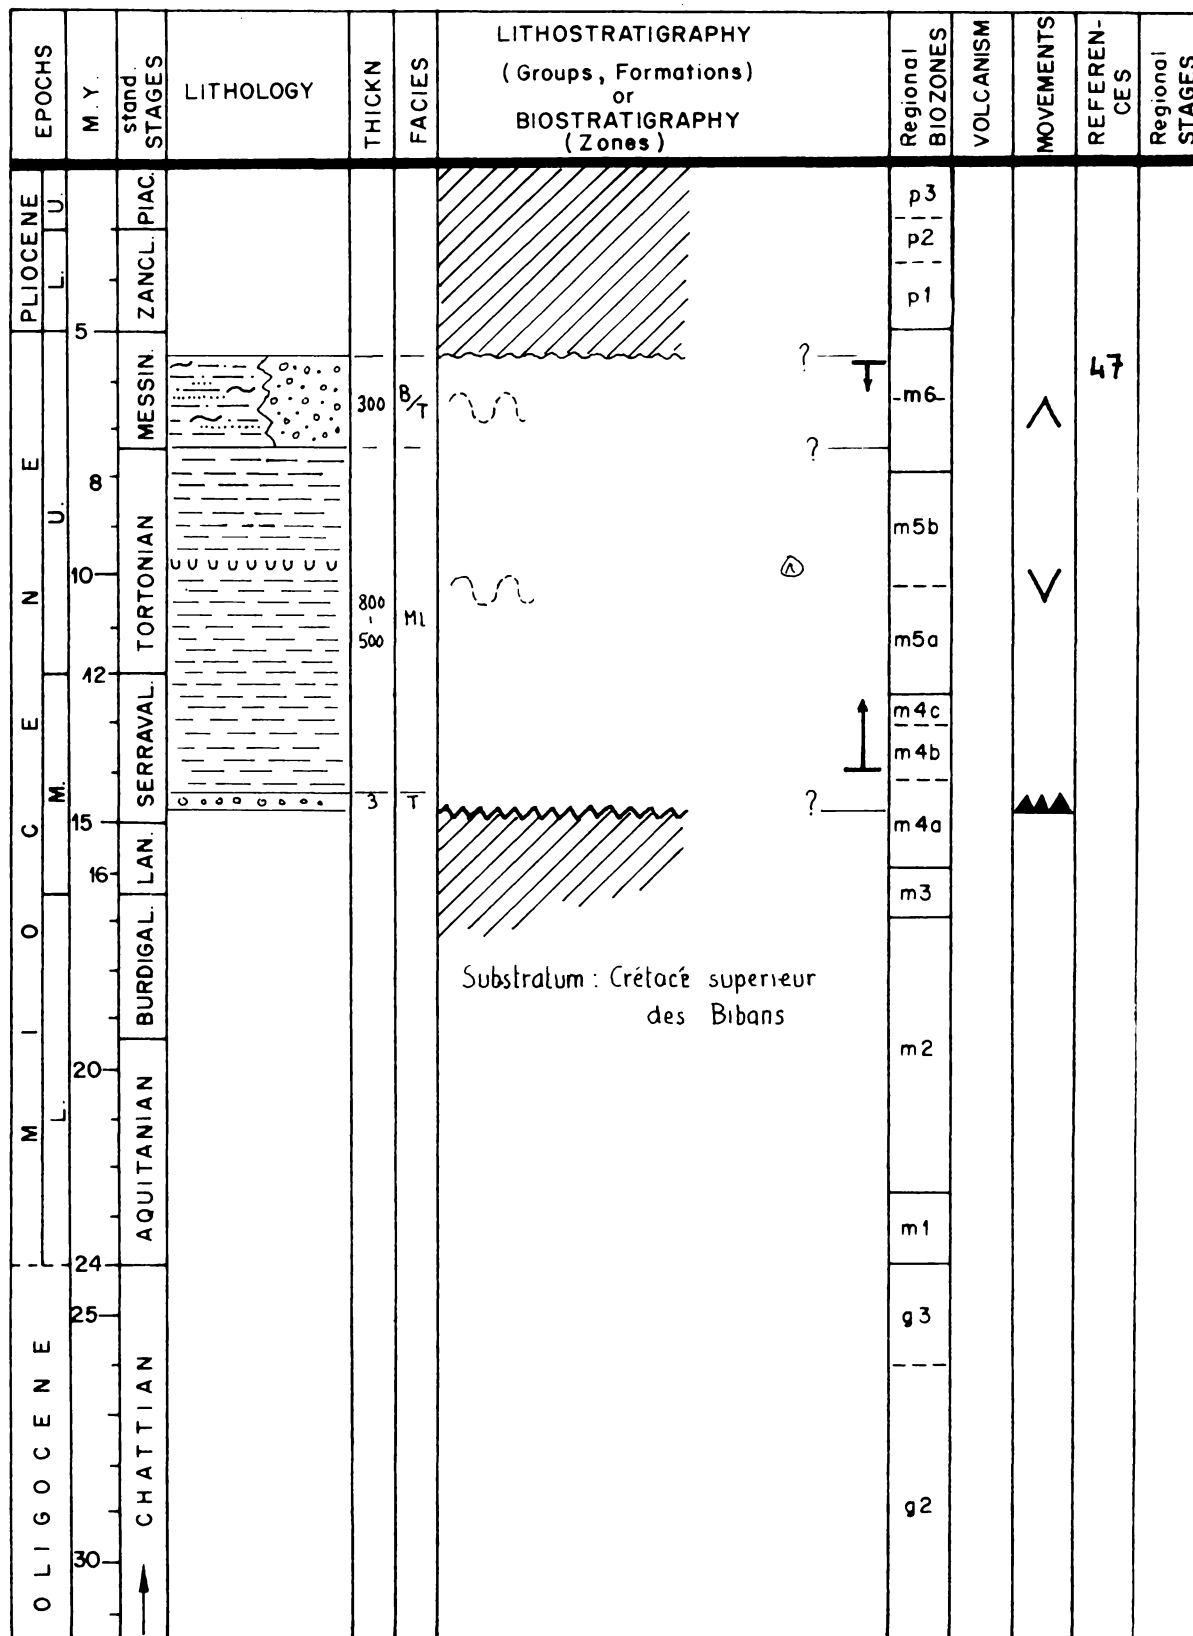 EPOCHS
M.Y.
stand.
STAGES
LITHOLOGY
THICKN
FACIES
LITHOSTRATIGRAPHY
(Groups, Formations)
or
BIOSTRATIGRAPHY
(Zones)
Regional
BIOZONES
VOLCANISM
MOVEMENTS
REFEREN-
CES
Regional
STAGES
PLIOCENE
U.
L.
MIOCENE
U.
M.
L.
OLIGOCENE
5
8
10
12
15
16
20
24
25
30
PIAC.
ZANCL.
MESSIN.
TORTONIAN
SERRAVAL.
LAN.
BURDIGAL.
AQUITANIAN
CHATTIAN
300
800
-
500
3
B/T
Ml
T
?
?
?
Substratum : Crétacé superieur
des Bibans
p3
p2
p1
m6
m5b
m5a
m4c
m4b
m4a
m3
m2
m1
g3
g2
47